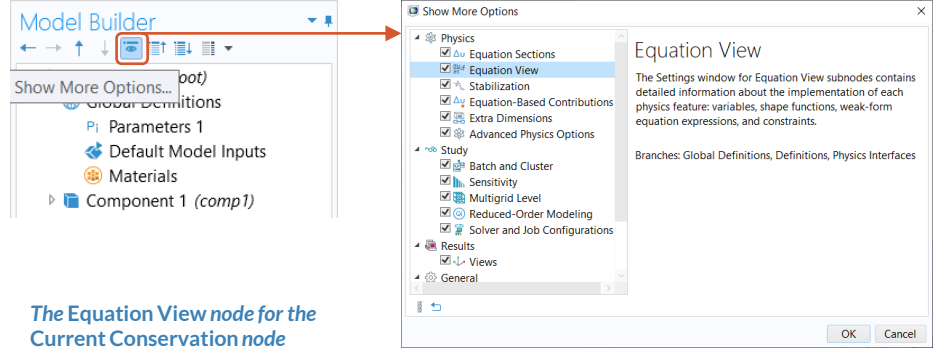 Model Builder
Show More Options...
Global Definitions
Pi Parameters 1
Default Model Inputs
Materials
Component 1 (comp1)
The Equation View node for the
Current Conservation node
Show More Options
Physics
Δu Equation Sections
Equation View
Stabilization
Δu Equation-Based Contributions
Extra Dimensions
Advanced Physics Options
Study
Batch and Cluster
Sensitivity
Multigrid Level
Reduced-Order Modeling
Solver and Job Configurations
Results
Views
General
Equation View
The Settings window for Equation View subnodes contains
detailed information about the implementation of each
physics feature: variables, shape functions, weak-form
equation expressions, and constraints.
Branches: Global Definitions, Definitions, Physics Interfaces
OK
Cancel